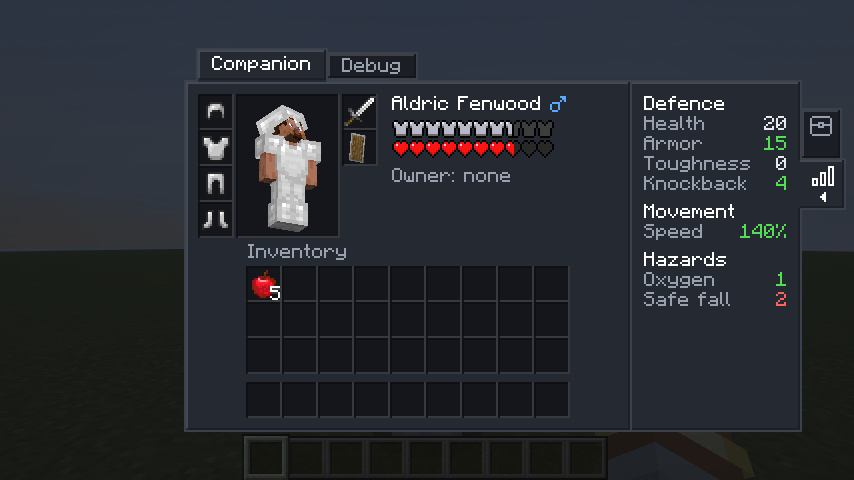 Companion
Debug
Aldric Fenwood ♂
Owner: none
Inventory
5
Defence
Health 20
Armor 15
Toughness 0
Knockback 4
Movement
Speed 140%
Hazards
Oxygen 1
Safe fall 2